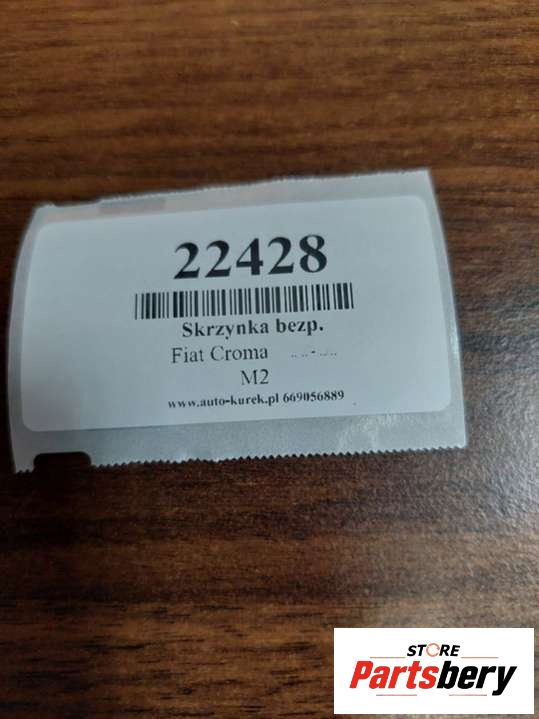 22428
Skrzynka bezp.
Fiat Croma
M2
www.auto-kurek.pl 669056889
STORE
Partsbery